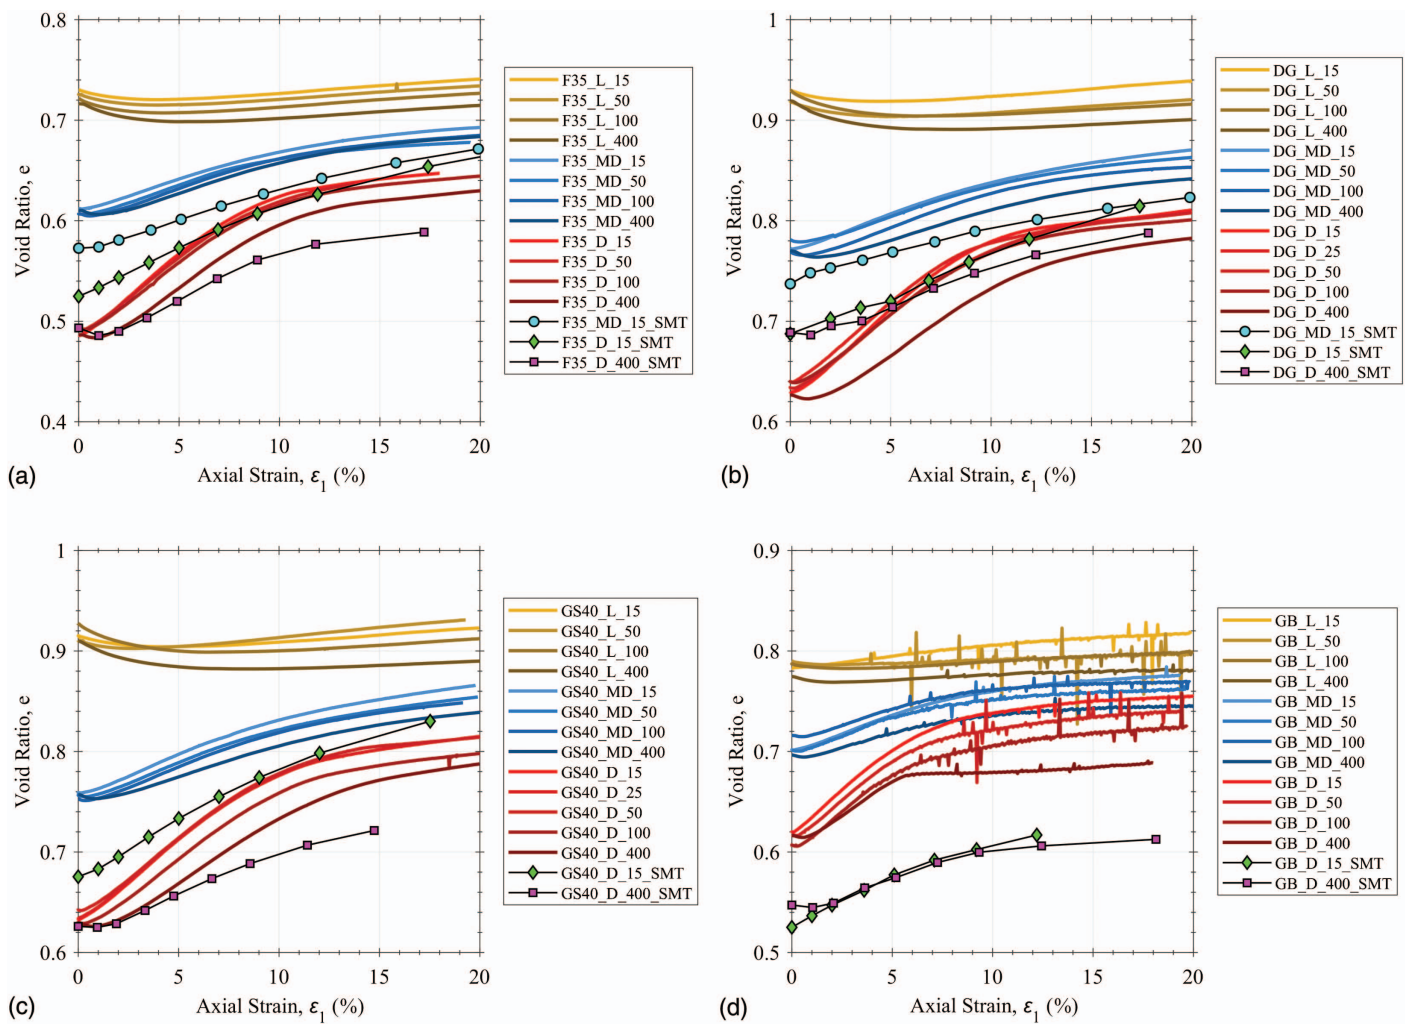 0.8
0.7
0.6
0.5
0.4
Void Ratio, e
0 5 10 15 20
Axial Strain, ε1 (%)
(a)
F35_L_15
F35_L_50
F35_L_100
F35_L_400
F35_MD_15
F35_MD_50
F35_MD_100
F35_MD_400
F35_D_15
F35_D_50
F35_D_100
F35_D_400
F35_MD_15_SMT
F35_D_15_SMT
F35_D_400_SMT
1
0.9
0.8
0.7
0.6
Void Ratio, e
0 5 10 15 20
Axial Strain, ε1 (%)
(b)
DG_L_15
DG_L_50
DG_L_100
DG_L_400
DG_MD_15
DG_MD_50
DG_MD_100
DG_MD_400
DG_D_15
DG_D_25
DG_D_50
DG_D_100
DG_D_400
DG_MD_15_SMT
DG_D_15_SMT
DG_D_400_SMT
1
0.9
0.8
0.7
0.6
Void Ratio, e
0 5 10 15 20
Axial Strain, ε1 (%)
(c)
GS40_L_15
GS40_L_50
GS40_L_100
GS40_L_400
GS40_MD_15
GS40_MD_50
GS40_MD_100
GS40_MD_400
GS40_D_15
GS40_D_25
GS40_D_50
GS40_D_100
GS40_D_400
GS40_D_15_SMT
GS40_D_400_SMT
0.9
0.8
0.7
0.6
0.5
Void Ratio, e
0 5 10 15 20
Axial Strain, ε1 (%)
(d)
GB_L_15
GB_L_50
GB_L_100
GB_L_400
GB_MD_15
GB_MD_50
GB_MD_100
GB_MD_400
GB_D_15
GB_D_50
GB_D_100
GB_D_400
GB_D_15_SMT
GB_D_400_SMT